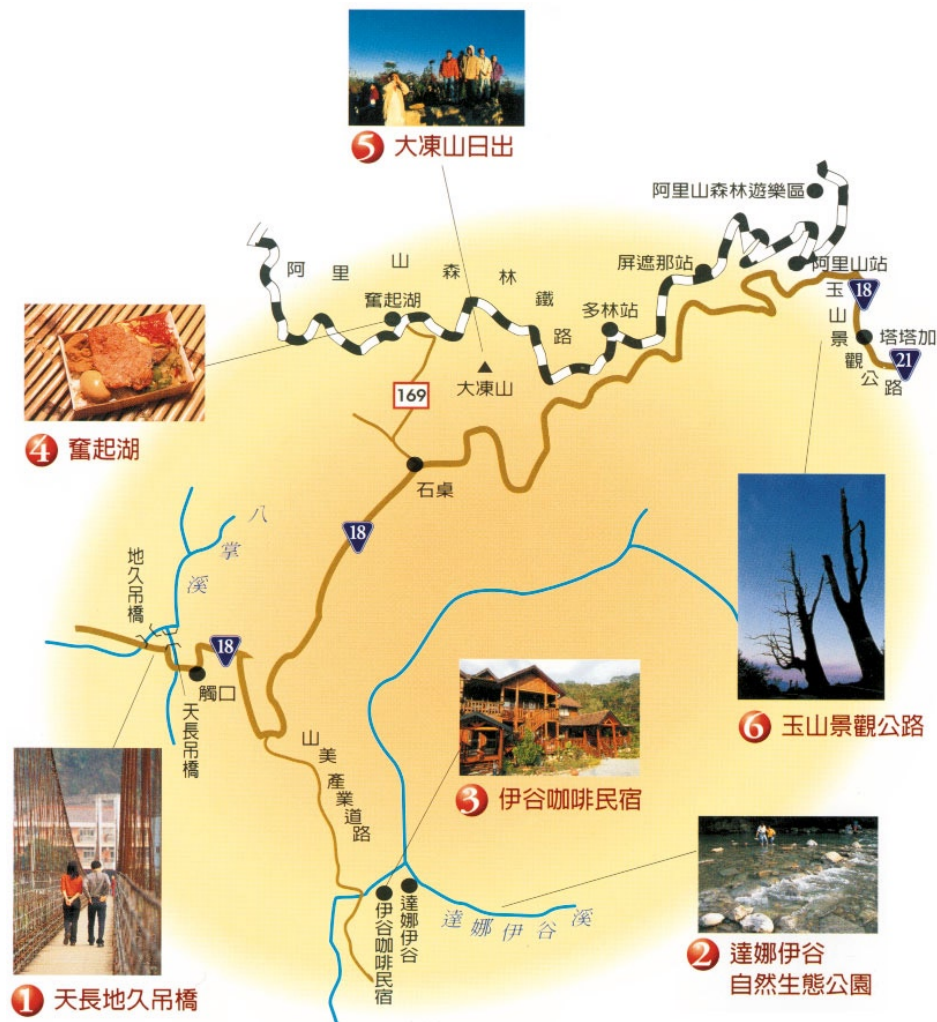 5 大凍山日出
阿里山森林遊樂區
阿里山森林鐵路
奮起湖
屏遮那站
阿里山站
多林站
玉山景觀公路
18
塔塔加
21
大凍山
169
4 奮起湖
石桌
18
八掌溪
地久吊橋
18
觸口
天長吊橋
6 玉山景觀公路
山美產業道路
3 伊谷咖啡民宿
伊谷咖啡民宿
達娜伊谷
達娜伊谷溪
2 達娜伊谷
自然生態公園
1 天長地久吊橋